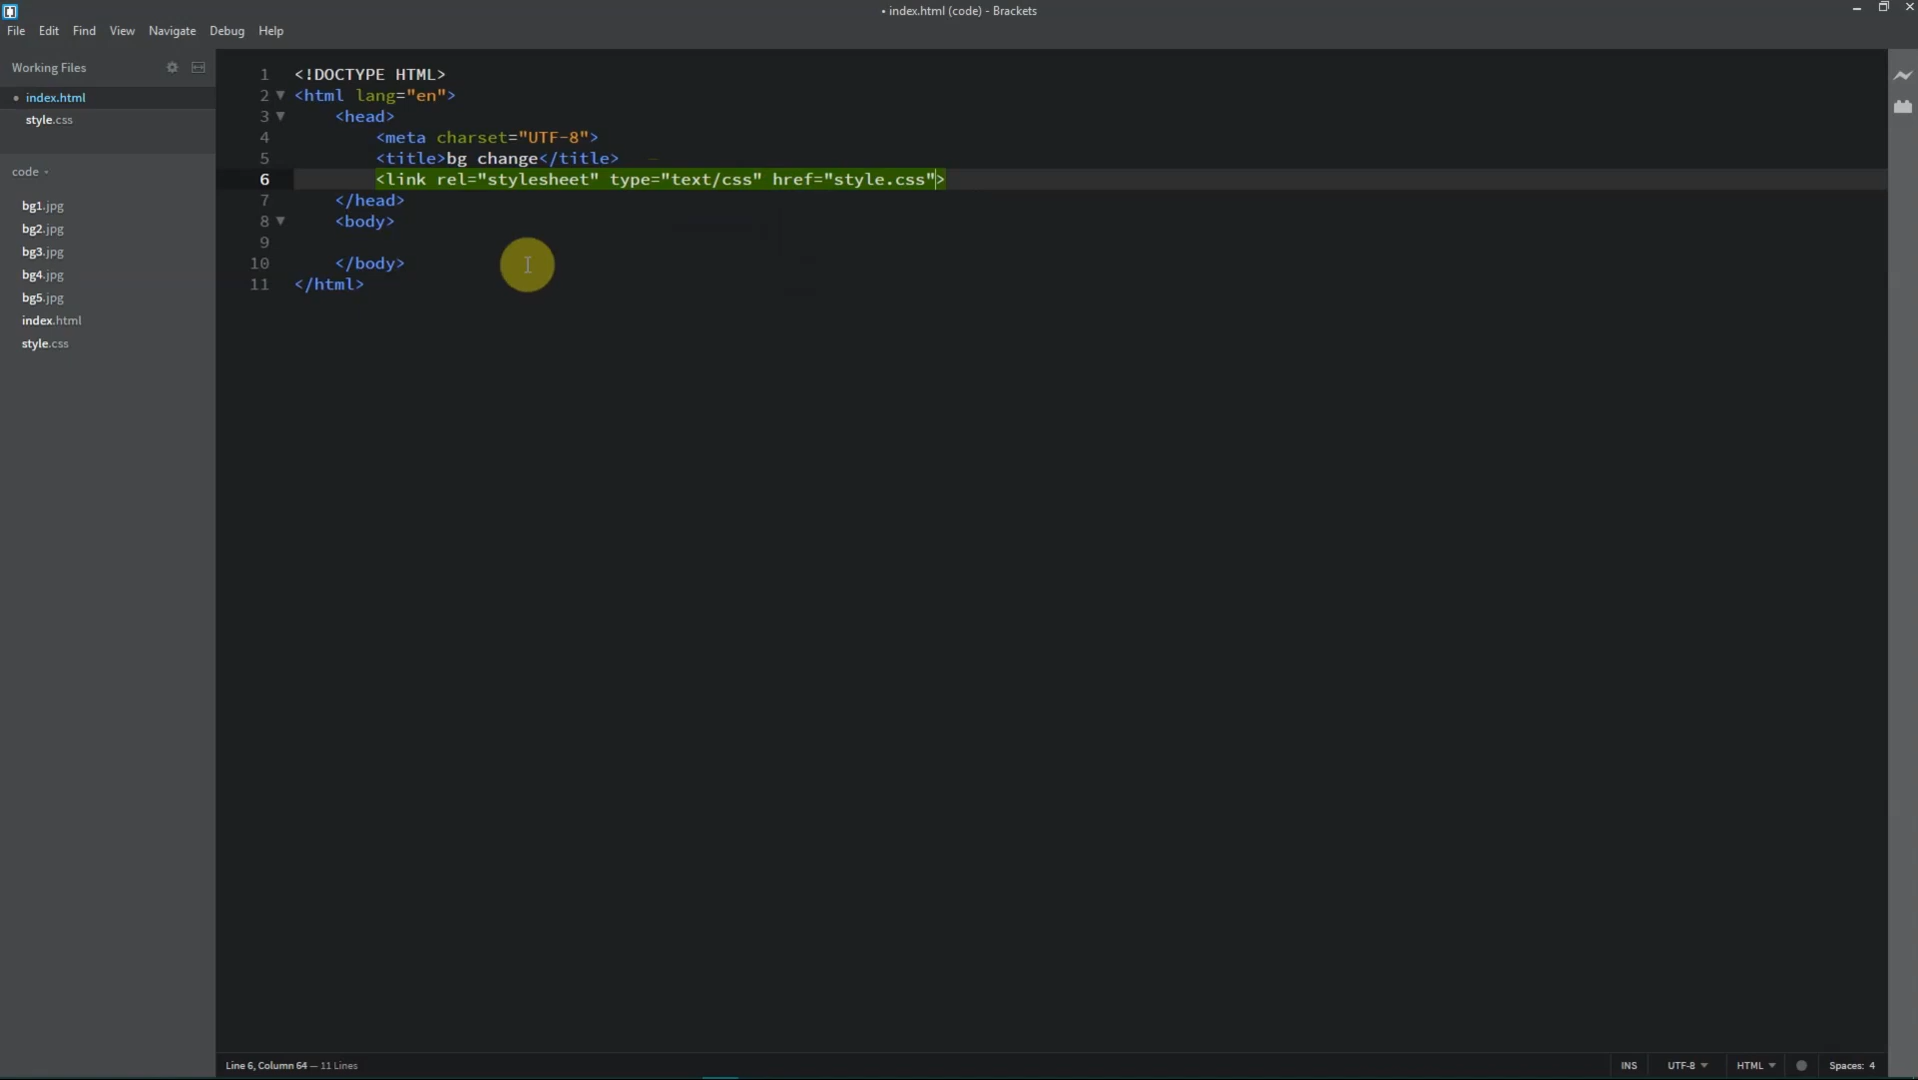 • index.html (code) - Brackets
File Edit Find View Navigate Debug Help
Working Files
index.html
style.css
code
bg1.jpg
bg2.jpg
bg3.jpg
bg4.jpg
bg5.jpg
index.html
style.css
1 <!DOCTYPE HTML>
2 <html lang="en">
3 <head>
4 <meta charset="UTF-8">
5 <title>bg change</title>
6 <link rel="stylesheet" type="text/css" href="style.css">
7 </head>
8 <body>
9
10 </body>
11 </html>
Line 6, Column 64 — 11 Lines
INS UTF-8 HTML Spaces: 4